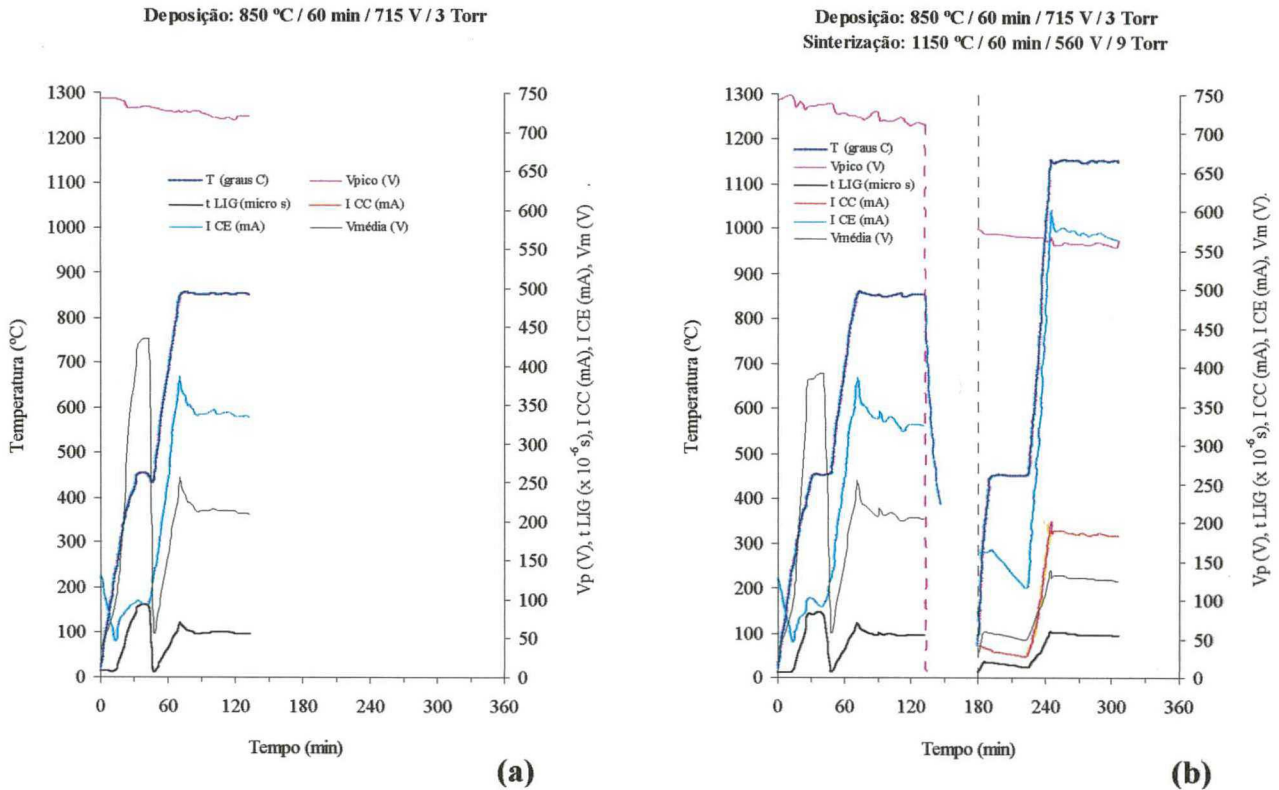 Deposição: 850 ºC / 60 min / 715 V / 3 Torr
1300
1200
1100
1000
900
800
700
600
500
400
300
200
100
0
Temperatura (ºC)
T (graus C)
Vpico (V)
t LIG (micro s)
I CC (mA)
I CE (mA)
Vmédia (V)
750
700
650
600
550
500
450
400
350
300
250
200
150
100
50
0
Vp (V), t LIG (x 10⁻⁶ s), I CC (mA), I CE (mA), Vm (V)
0 60 120 180 240 300 360
Tempo (min)
(a)
Deposição: 850 ºC / 60 min / 715 V / 3 Torr
Sinterização: 1150 ºC / 60 min / 560 V / 9 Torr
1300
1200
1100
1000
900
800
700
600
500
400
300
200
100
0
Temperatura (ºC)
T (graus C)
Vpico (V)
t LIG (micro s)
I CC (mA)
I CE (mA)
Vmédia (V)
750
700
650
600
550
500
450
400
350
300
250
200
150
100
50
0
Vp (V), t LIG (x 10⁻⁶ s), I CC (mA), I CE (mA), Vm (V).
0 60 120 180 240 300 360
Tempo (min)
(b)